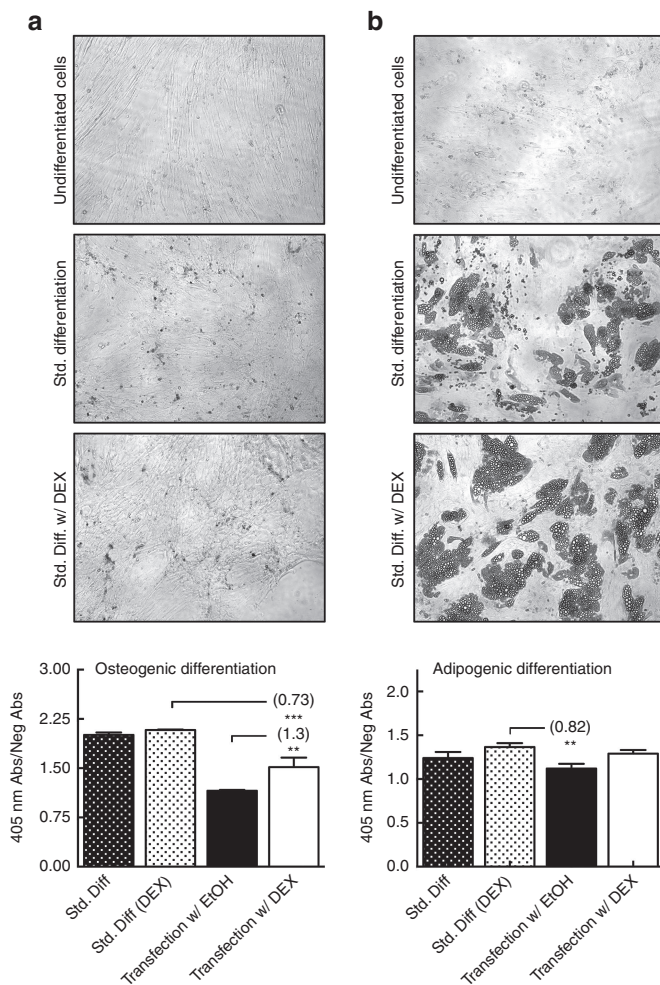 a
Undifferentiated cells
Std. differentiation
Std. Diff. w/ DEX
Osteogenic differentiation
405 nm Abs/Neg Abs
3.00
2.25
1.50
0.75
0.00
(0.73)
***
(1.3)
**
Std. Diff
Std. Diff (DEX)
Transfection w/ EtOH
Transfection w/ DEX
b
Undifferentiated cells
Std. differentiation
Std. Diff. w/ DEX
Adipogenic differentiation
405 nm Abs/Neg Abs
2.0
1.5
1.0
0.5
0.0
(0.82)
**
Std. Diff
Std. Diff (DEX)
Transfection w/ EtOH
Transfection w/ DEX